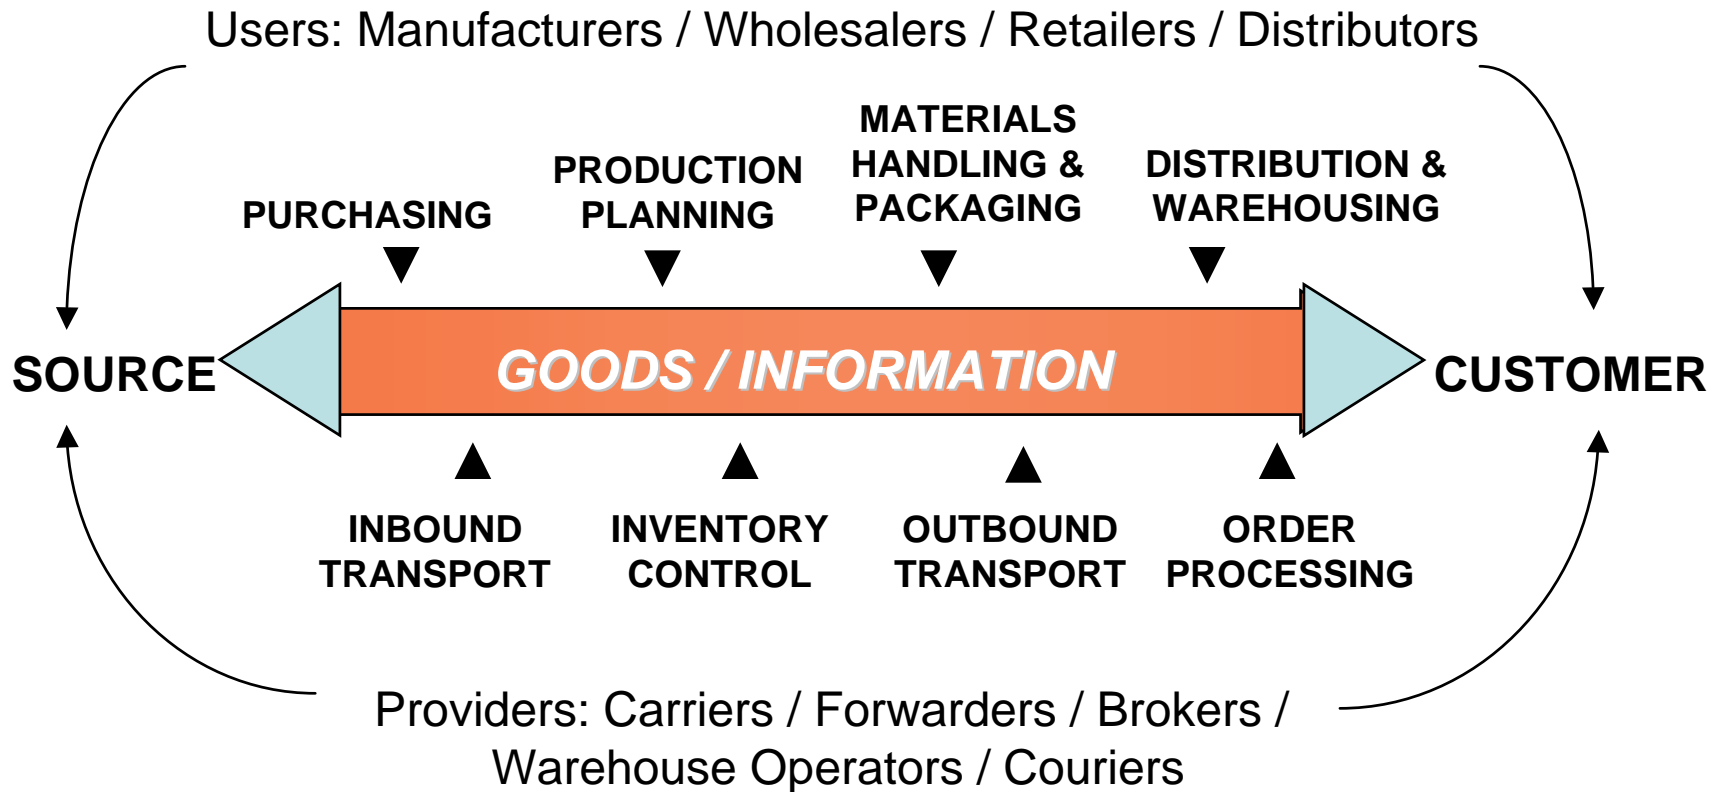 Users: Manufacturers / Wholesalers / Retailers / Distributors
MATERIALS
HANDLING &
PACKAGING
PRODUCTION
PLANNING
DISTRIBUTION &
WAREHOUSING
PURCHASING
SOURCE
GOODS / INFORMATION
CUSTOMER
INBOUND
TRANSPORT
INVENTORY
CONTROL
OUTBOUND
TRANSPORT
ORDER
PROCESSING
Providers: Carriers / Forwarders / Brokers /
Warehouse Operators / Couriers